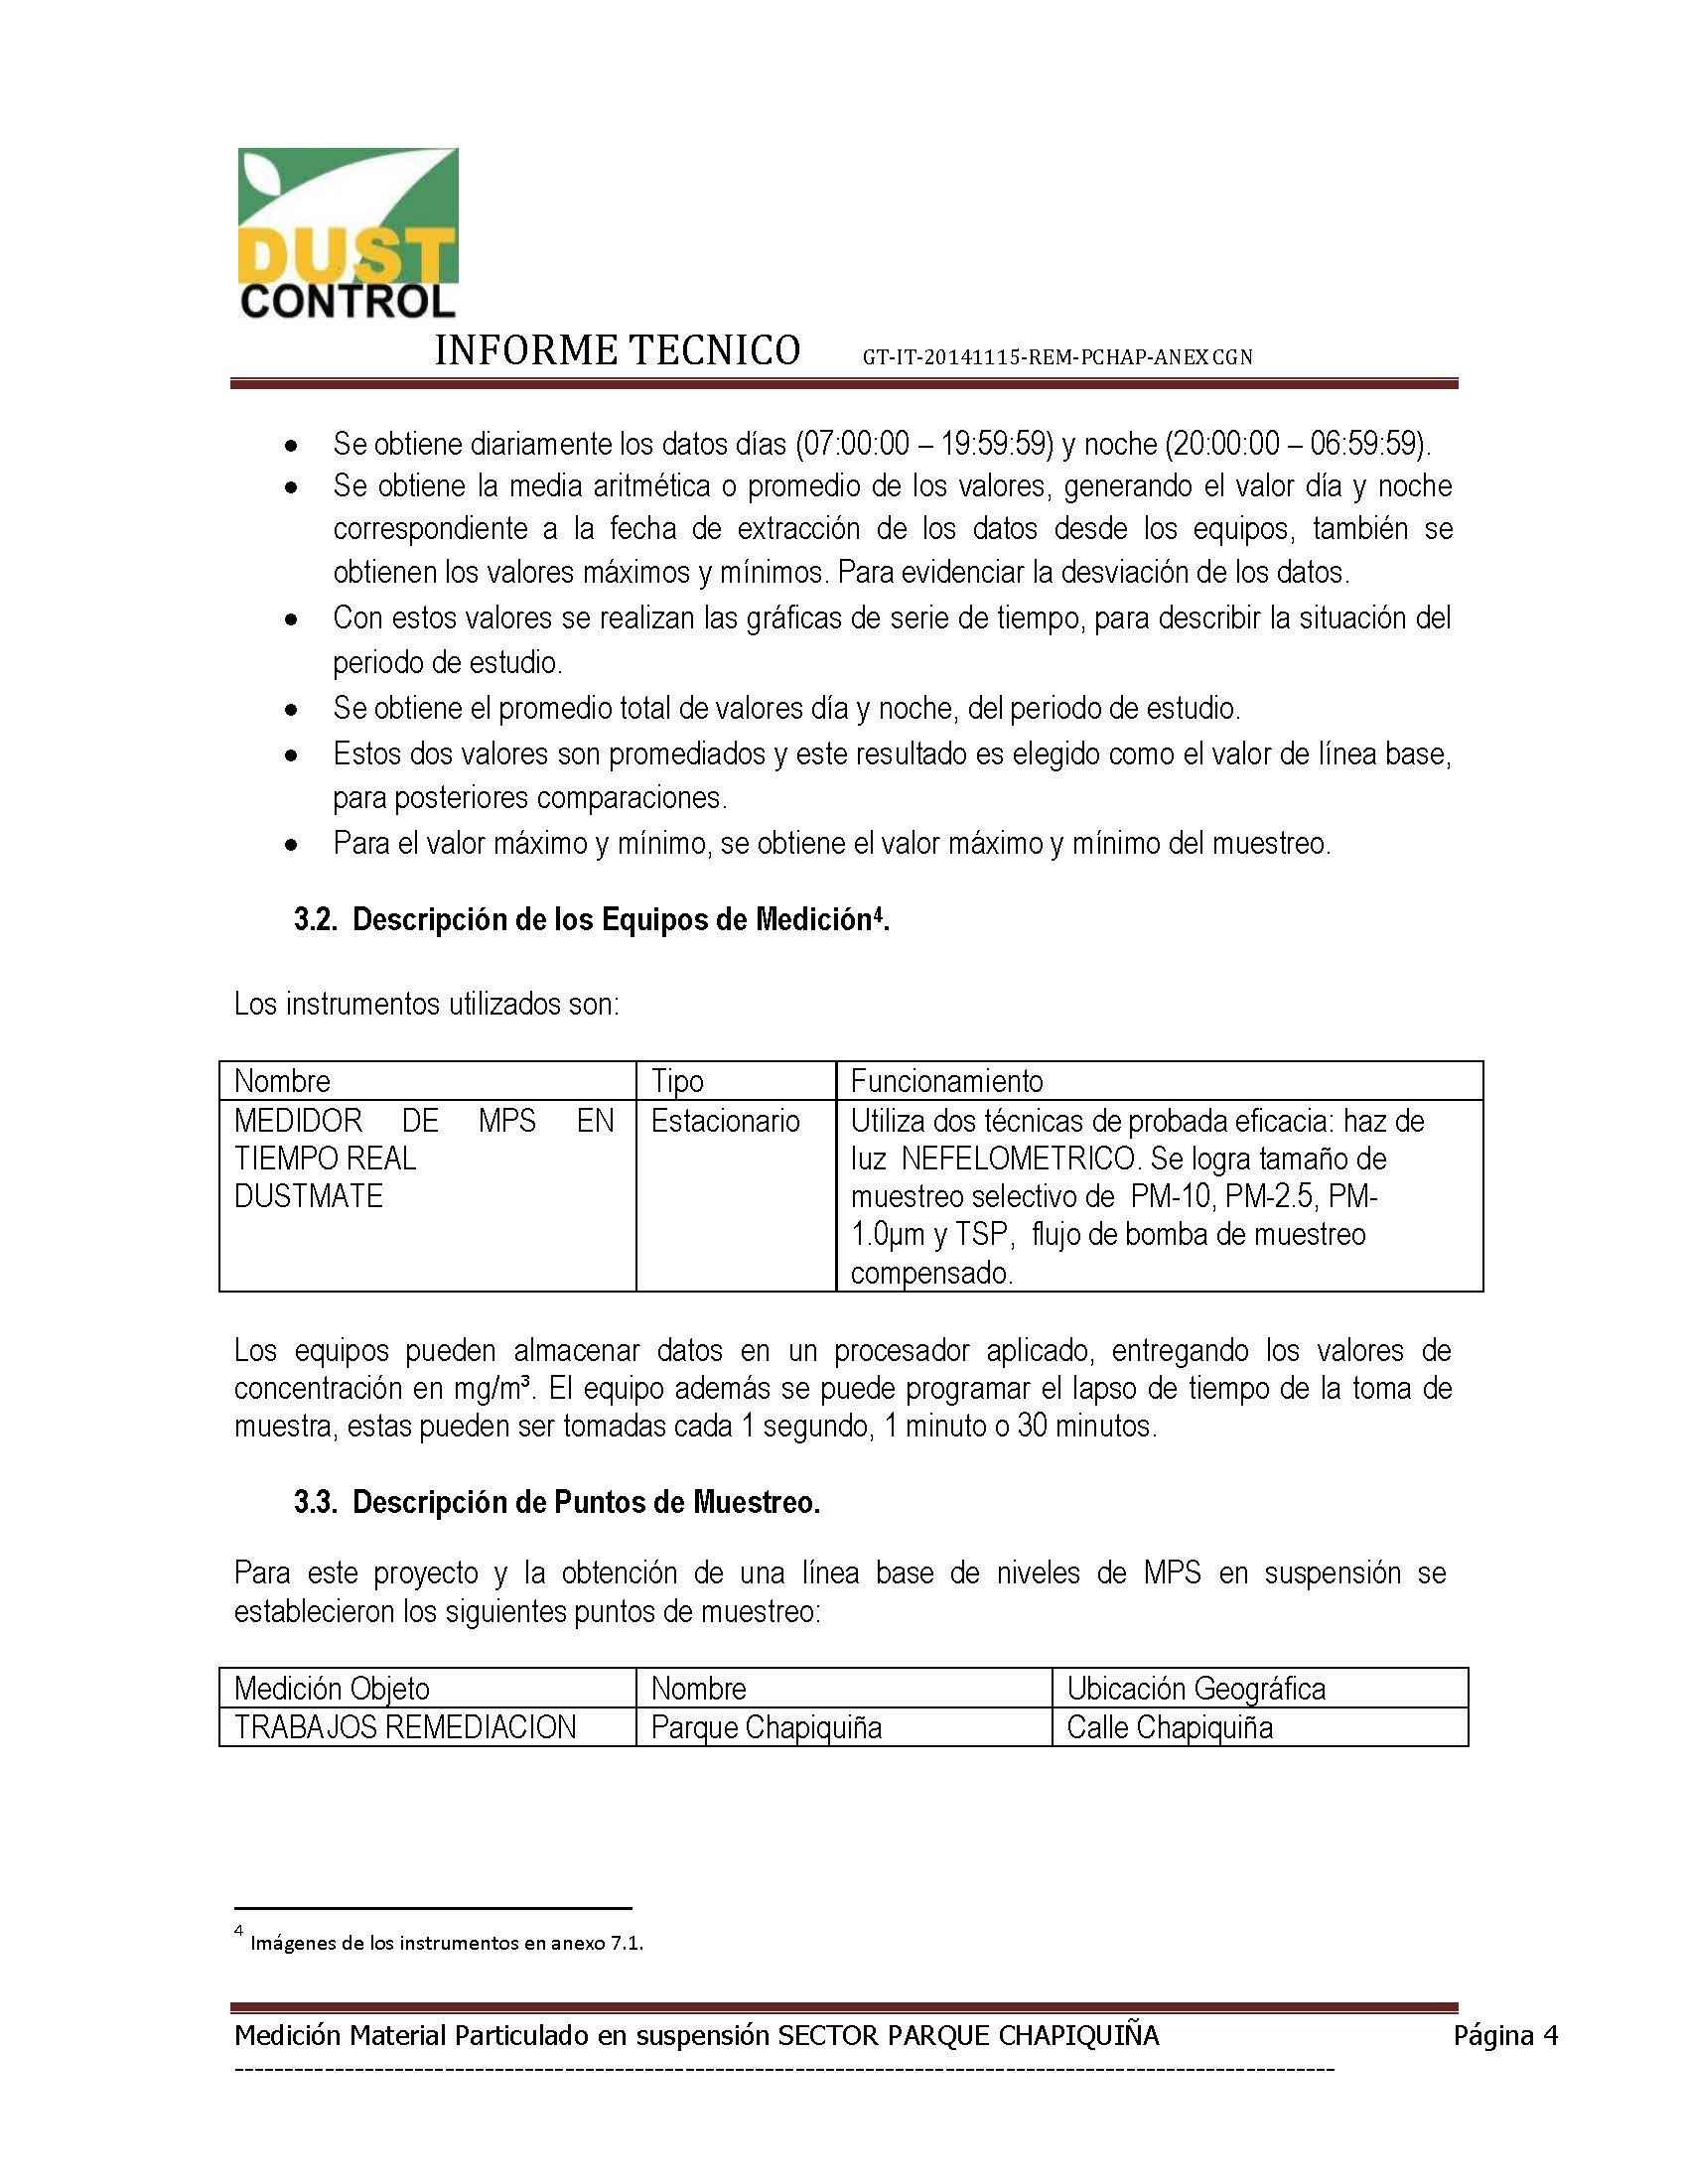 DUST
CONTROL
INFORME TECNICO GT-IT-20141115-REM-PCHAP-ANEX CGN
• Se obtiene diariamente los datos días (07:00:00 – 19:59:59) y noche (20:00:00 – 06:59:59).
• Se obtiene la media aritmética o promedio de los valores, generando el valor día y noche
correspondiente a la fecha de extracción de los datos desde los equipos, también se
obtienen los valores máximos y mínimos. Para evidenciar la desviación de los datos.
• Con estos valores se realizan las gráficas de serie de tiempo, para describir la situación del
periodo de estudio.
• Se obtiene el promedio total de valores día y noche, del periodo de estudio.
• Estos dos valores son promediados y este resultado es elegido como el valor de línea base,
para posteriores comparaciones.
• Para el valor máximo y mínimo, se obtiene el valor máximo y mínimo del muestreo.
3.2. Descripción de los Equipos de Medición⁴.
Los instrumentos utilizados son:
Nombre Tipo Funcionamiento
MEDIDOR DE MPS EN Estacionario Utiliza dos técnicas de probada eficacia: haz de
TIEMPO REAL luz NEFELOMETRICO. Se logra tamaño de
DUSTMATE muestreo selectivo de PM-10, PM-2.5, PM-
1.0µm y TSP, flujo de bomba de muestreo
compensado.
Los equipos pueden almacenar datos en un procesador aplicado, entregando los valores de
concentración en mg/m³. El equipo además se puede programar el lapso de tiempo de la toma de
muestra, estas pueden ser tomadas cada 1 segundo, 1 minuto o 30 minutos.
3.3. Descripción de Puntos de Muestreo.
Para este proyecto y la obtención de una línea base de niveles de MPS en suspensión se
establecieron los siguientes puntos de muestreo:
Medición Objeto Nombre Ubicación Geográfica
TRABAJOS REMEDIACION Parque Chapiquiña Calle Chapiquiña
⁴ Imágenes de los instrumentos en anexo 7.1.
Medición Material Particulado en suspensión SECTOR PARQUE CHAPIQUIÑA Página 4
--------------------------------------------------------------------------------------------------------------